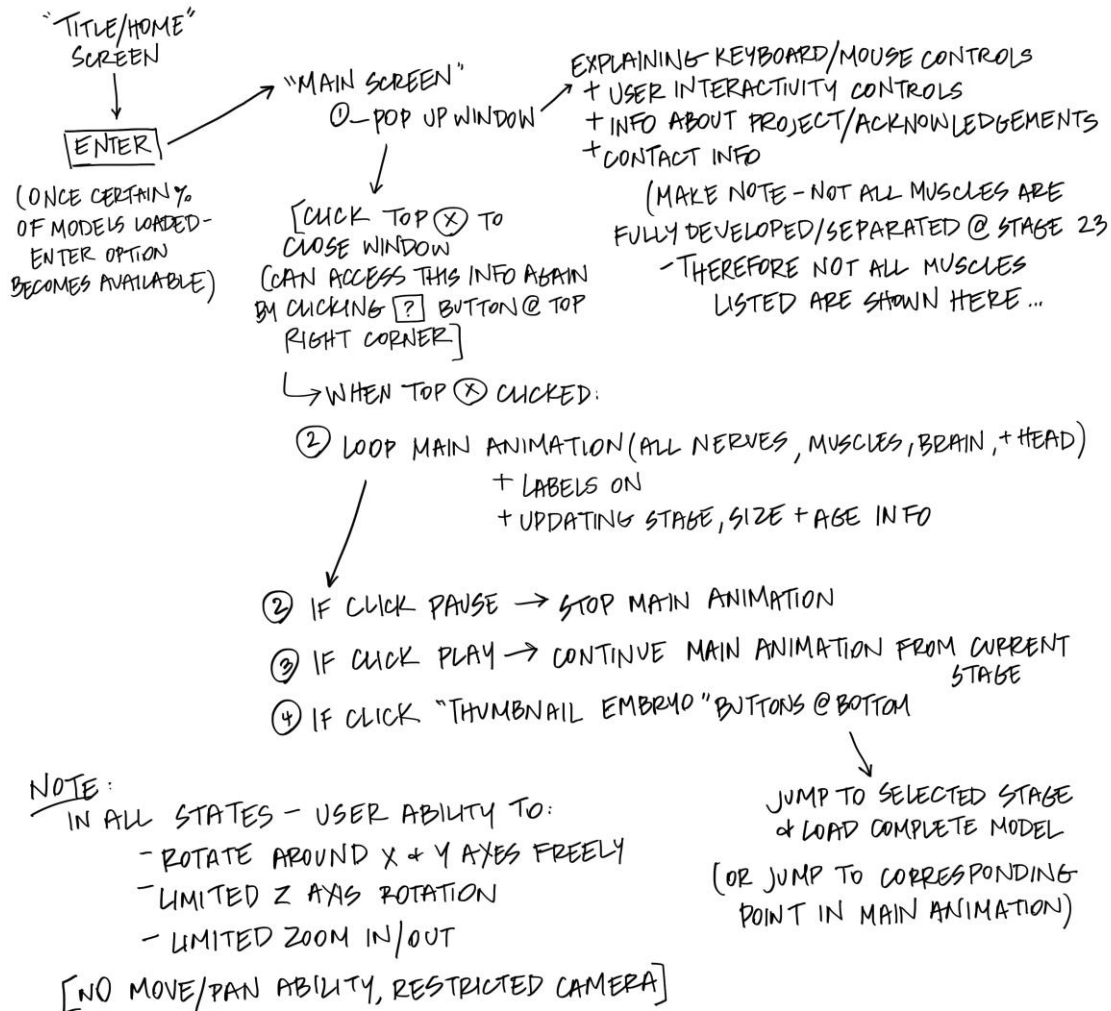 "TITLE/HOME"
SCREEN
ENTER
(ONCE CERTAIN %
OF MODELS LOADED-
ENTER OPTION
BECOMES AVAILABLE)
"MAIN SCREEN"
①-POP UP WINDOW
EXPLAINING KEYBOARD/MOUSE CONTROLS
+ USER INTERACTIVITY CONTROLS
+ INFO ABOUT PROJECT/ACKNOWLEDGEMENTS
+ CONTACT INFO
(MAKE NOTE - NOT ALL MUSCLES ARE
FULLY DEVELOPED/SEPARATED @ STAGE 23
- THEREFORE NOT ALL MUSCLES
LISTED ARE SHOWN HERE...
[CLICK TOP ⓧ TO
CLOSE WINDOW
(CAN ACCESS THIS INFO AGAIN
BY CLICKING [?] BUTTON @ TOP
RIGHT CORNER]
↳ WHEN TOP ⓧ CLICKED:
② LOOP MAIN ANIMATION (ALL NERVES, MUSCLES, BRAIN, + HEAD)
+ LABELS ON
+ UPDATING STAGE, SIZE + AGE INFO
② IF CLICK PAUSE → STOP MAIN ANIMATION
③ IF CLICK PLAY → CONTINUE MAIN ANIMATION FROM CURRENT
STAGE
④ IF CLICK "THUMBNAIL EMBRYO" BUTTONS @ BOTTOM
JUMP TO SELECTED STAGE
& LOAD COMPLETE MODEL
(OR JUMP TO CORRESPONDING
POINT IN MAIN ANIMATION)
NOTE:
IN ALL STATES - USER ABILITY TO:
- ROTATE AROUND X & Y AXES FREELY
- LIMITED Z AXIS ROTATION
- LIMITED ZOOM IN/OUT
[NO MOVE/PAN ABILITY, RESTRICTED CAMERA]